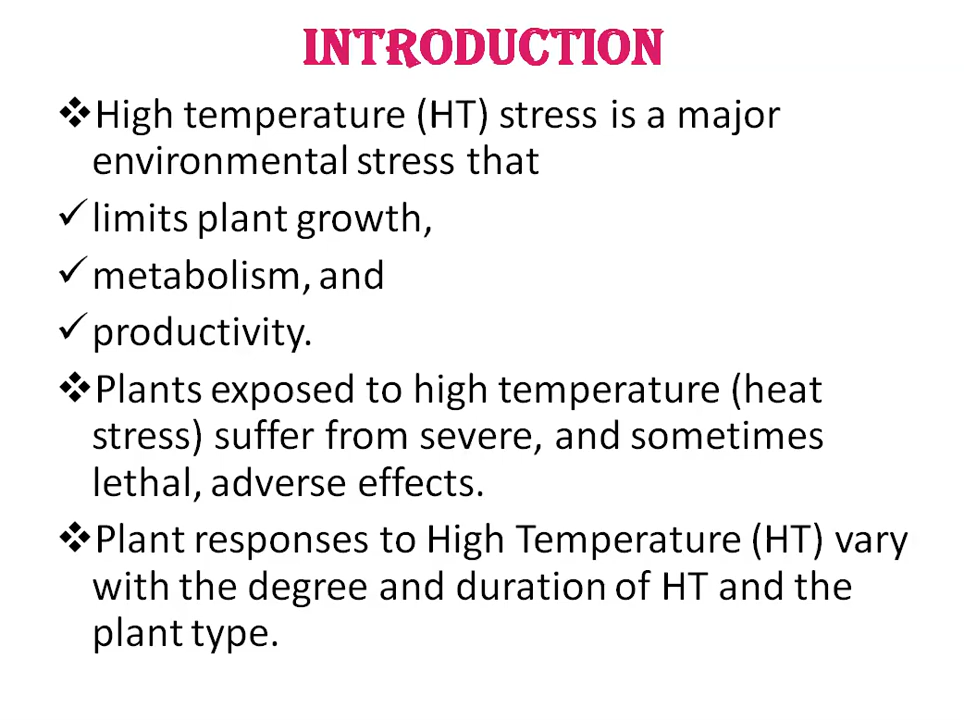 INTRODUCTION
❖High temperature (HT) stress is a major
environmental stress that
✓limits plant growth,
✓metabolism, and
✓productivity.
❖Plants exposed to high temperature (heat
stress) suffer from severe, and sometimes
lethal, adverse effects.
❖Plant responses to High Temperature (HT) vary
with the degree and duration of HT and the
plant type.